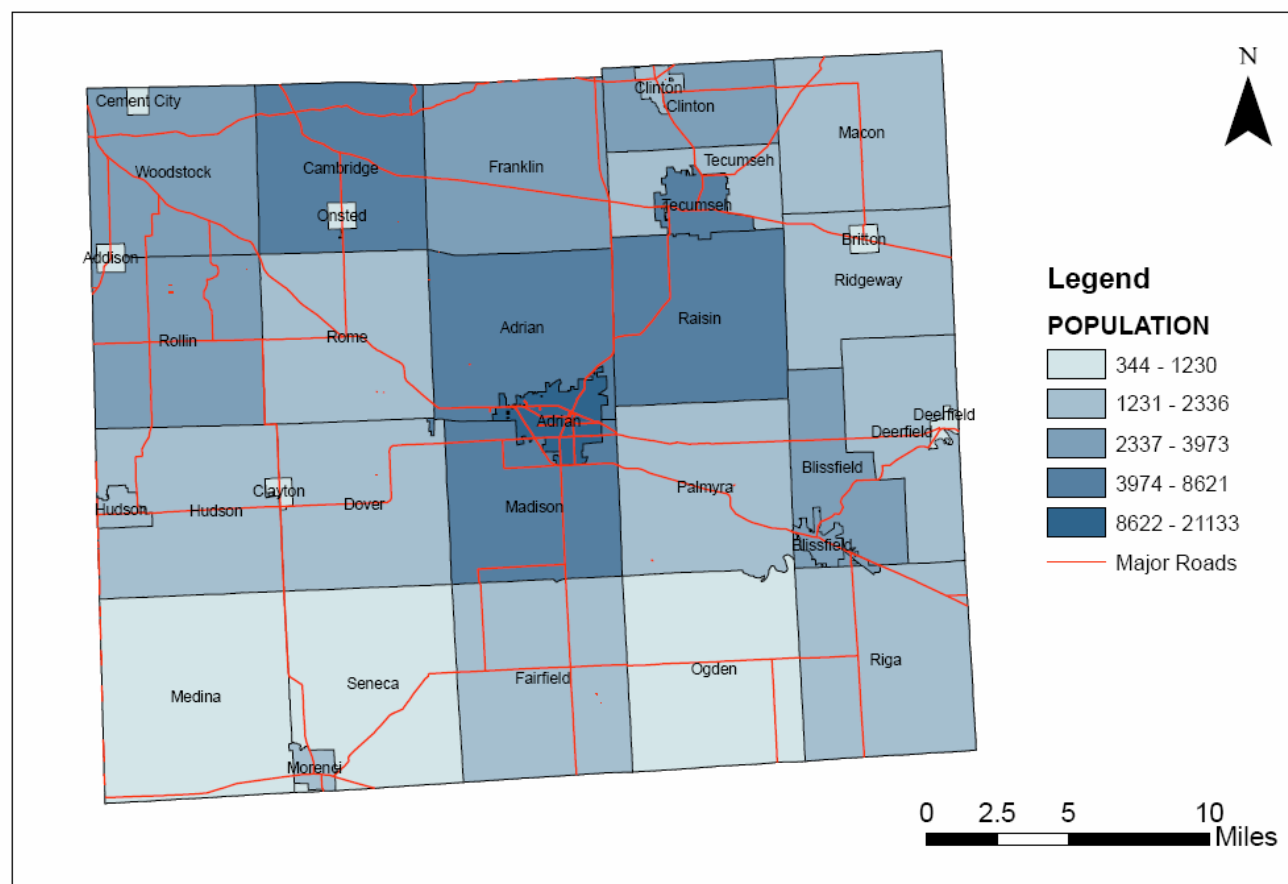 N
Clinton
Clinton
Cement City
Macon
Tecumseh
Franklin
Cambridge
Woodstock
Tecumseh
Onsted
Britton
Addison
Ridgeway
Legend
Raisin
Adrian
POPULATION
Rome
Rollin
344 - 1230
1231 - 2336
Deerfield
Adrian
Deerfield
2337 - 3973
Blissfield
Palmyra
Clayton
3974 - 8621
Dover
Madison
Hudson
Hudson
8622 - 21133
Blissfield
Major Roads
Riga
Ogden
Fairfield
Seneca
Medina
Morenci
0 2.5 5 10
Miles